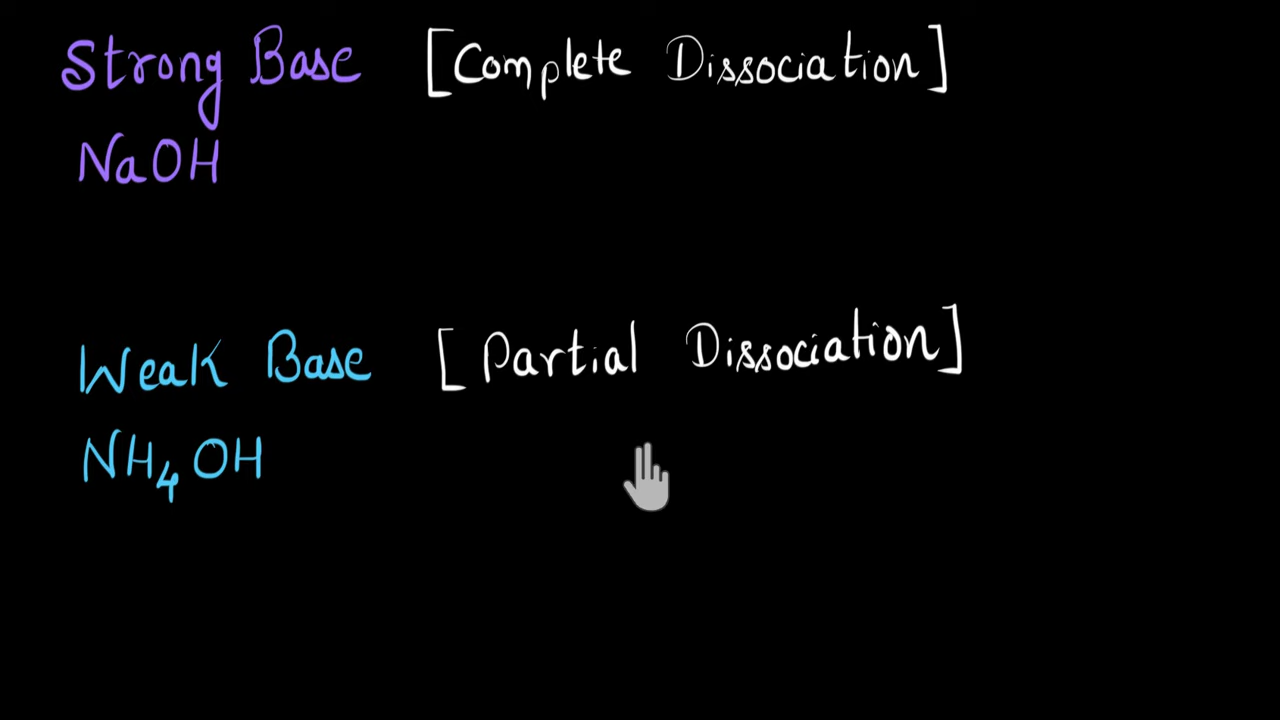 Strong Base [Complete Dissociation]
NaOH
Weak Base [Partial Dissociation]
NH₄OH